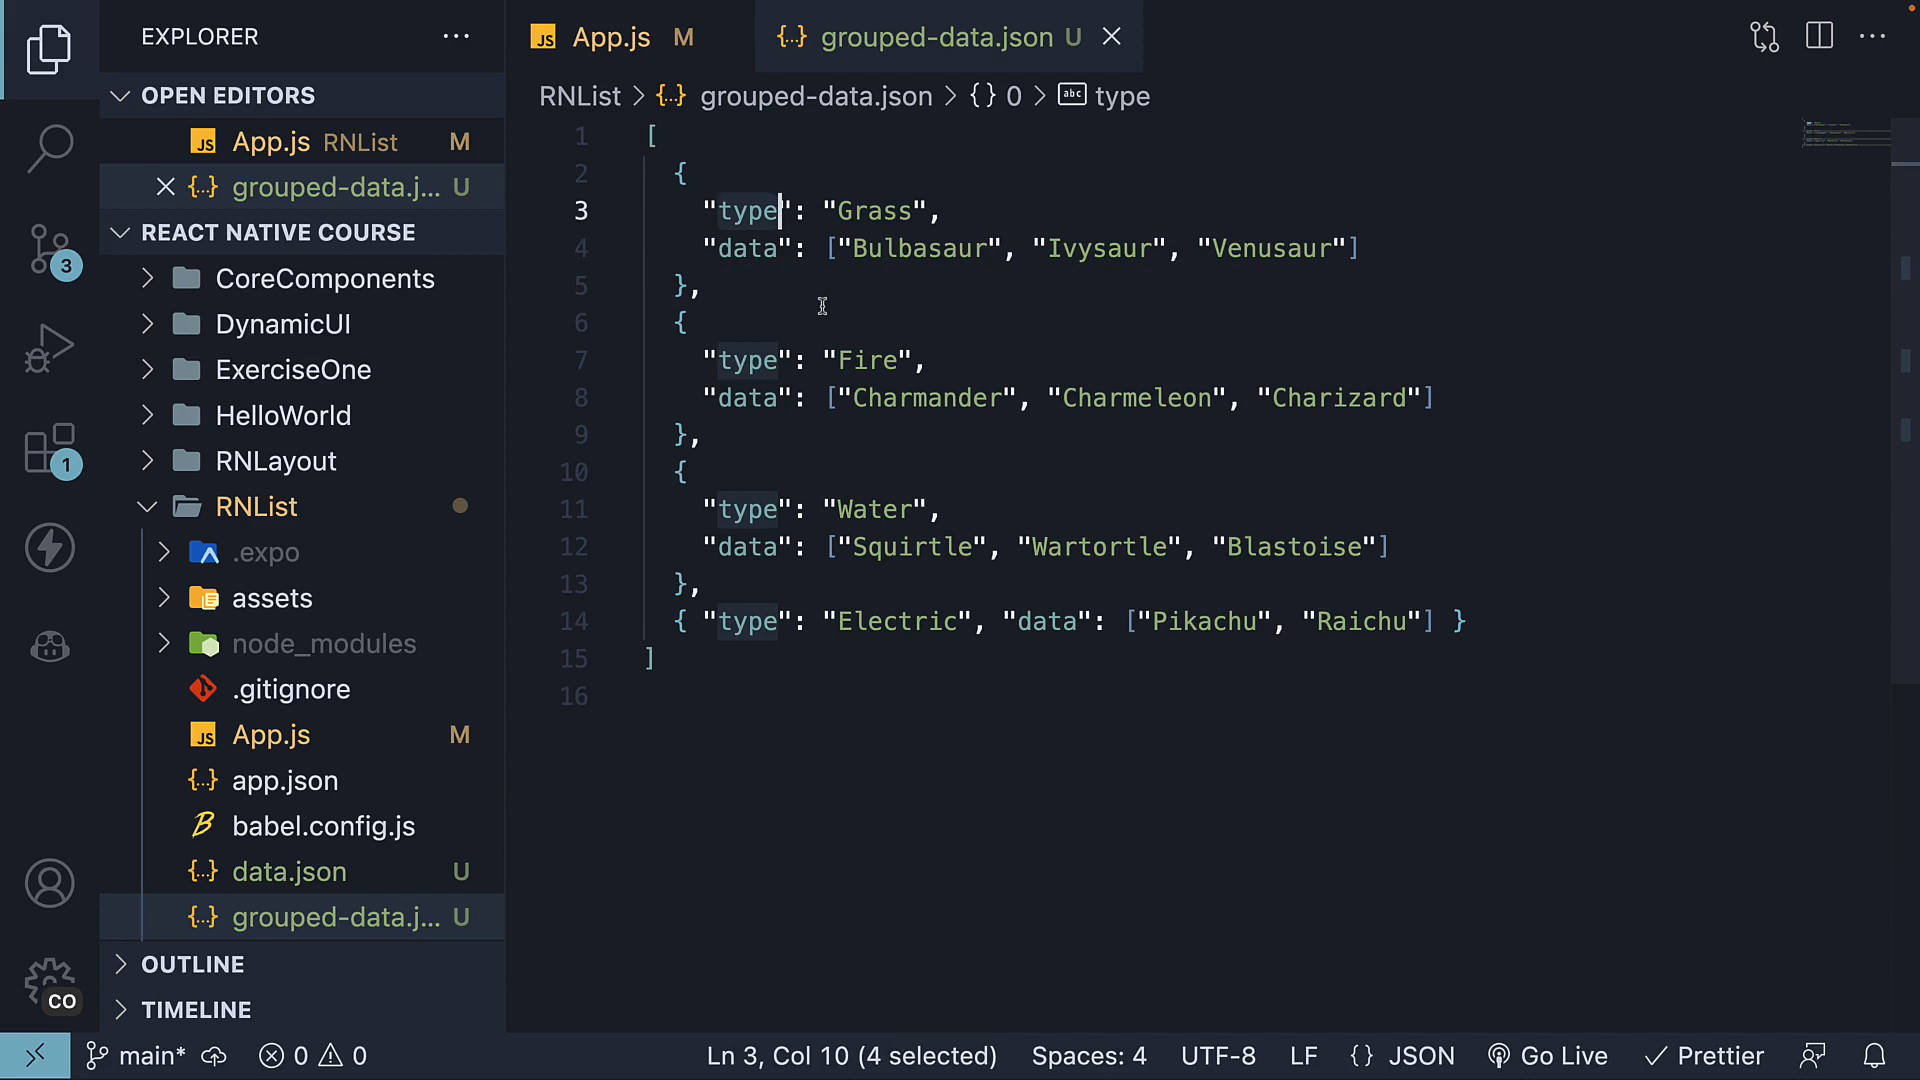 EXPLORER
OPEN EDITORS
App.js RNList M
grouped-data.j... U
REACT NATIVE COURSE
CoreComponents
DynamicUI
ExerciseOne
HelloWorld
RNLayout
RNList
.expo
assets
node_modules
.gitignore
App.js M
app.json
babel.config.js
data.json U
grouped-data.j... U
OUTLINE
TIMELINE
3
1
CO
App.js M
grouped-data.json U
RNList > {..} grouped-data.json > {} 0 > abc type
1 [
2 {
3 "type": "Grass",
4 "data": ["Bulbasaur", "Ivysaur", "Venusaur"]
5 },
6 {
7 "type": "Fire",
8 "data": ["Charmander", "Charmeleon", "Charizard"]
9 },
10 {
11 "type": "Water",
12 "data": ["Squirtle", "Wartortle", "Blastoise"]
13 },
14 { "type": "Electric", "data": ["Pikachu", "Raichu"] }
15 ]
16
main* 0 0 Ln 3, Col 10 (4 selected) Spaces: 4 UTF-8 LF {} JSON Go Live Prettier